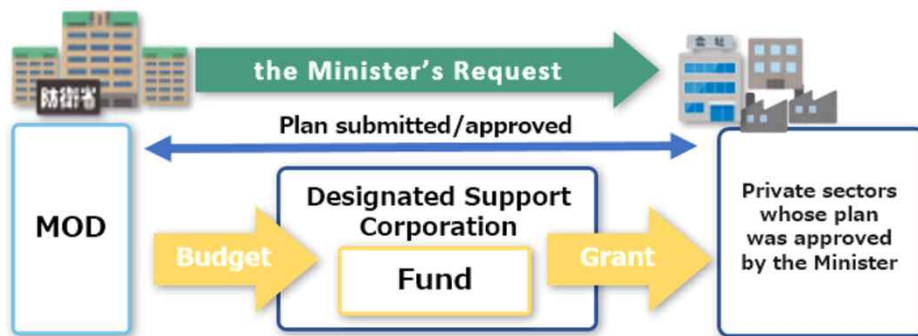 防衛省
the Minister's Request
会社
Plan submitted/approved
MOD
Budget
Designated Support
Corporation
Fund
Grant
Private sectors
whose plan
was approved
by the Minister